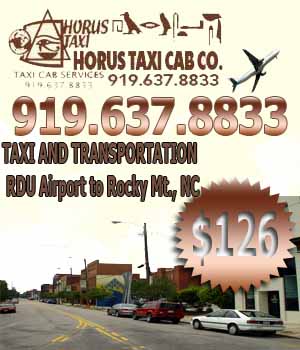 HORUS
TAXI
TAXI CAB SERVICES
919.637.8833
HORUS TAXI CAB CO.
919.637.8833
919.637.8833
TAXI AND TRANSPORTATION
RDU Airport to Rocky Mt., NC
$126